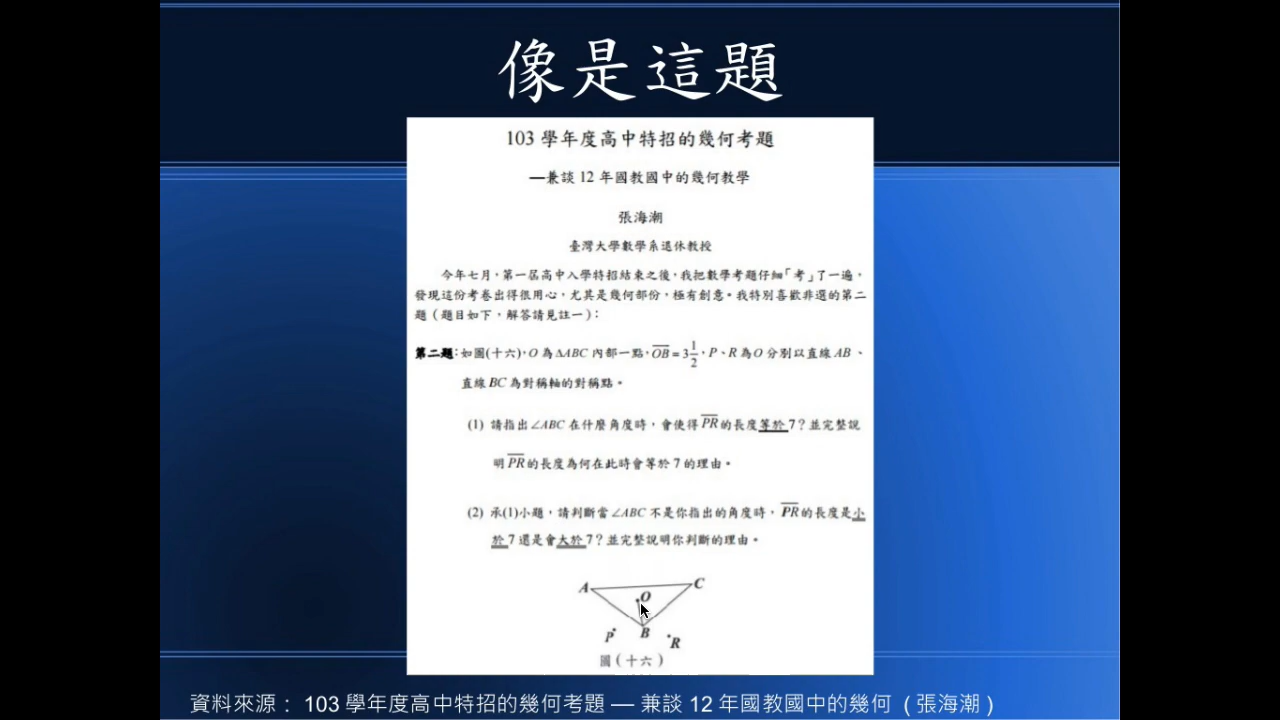 像是這題
103 學年度高中特招的幾何考題
—兼談 12 年國教國中的幾何教學
張海潮
臺灣大學數學系退休教授
今年七月，第一屆高中入學特招結束之後，我把數學考題仔細「考」了一遍，
發現這份考卷出得很用心，尤其是幾何部份，極有創意。我特別喜歡非選的第二
題（題目如下，解答請見註一）：
第二題：如圖(十六)，O 為ΔABC 內部一點，OB = 3 1/2，P、R 為O 分別以直線 AB、
直線 BC 為對稱軸的對稱點。
(1) 請指出∠ABC 在什麼角度時，會使得 PR 的長度等於 7？並完整說
明 PR 的長度為何在此時會等於 7 的理由。
(2) 承(1)小題，請判斷當∠ABC 不是你指出的角度時，PR 的長度是小
於 7 還是會大於 7？並完整說明你判斷的理由。
A C
O
P B R
圖(十六)
資料來源： 103 學年度高中特招的幾何考題 — 兼談 12 年國教國中的幾何 ( 張海潮 )